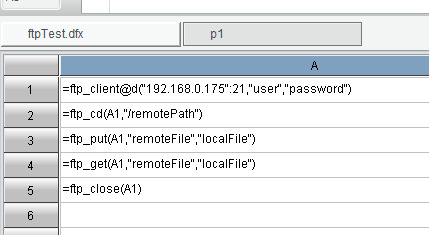 ftpTest.dfx p1
A
1 =ftp_client@d("192.168.0.175":21,"user","password")
2 =ftp_cd(A1,"/remotePath")
3 =ftp_put(A1,"remoteFile","localFile")
4 =ftp_get(A1,"remoteFile","localFile")
5 =ftp_close(A1)
6